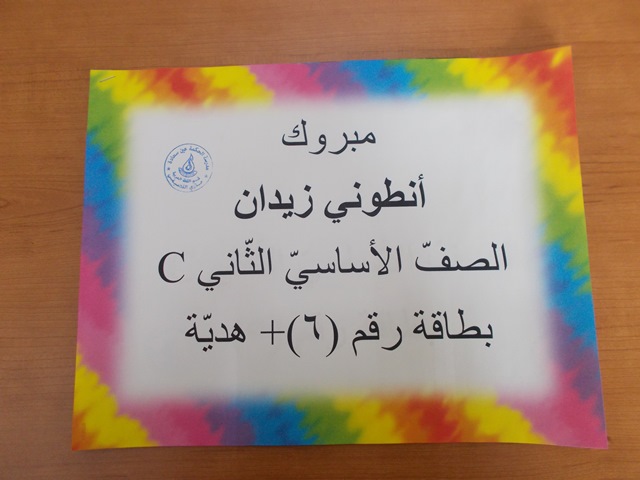 مبروك
أنطوني زيدان
الصفّ الأساسيّ الثّاني C
بطاقة رقم (٦)+ هديّة